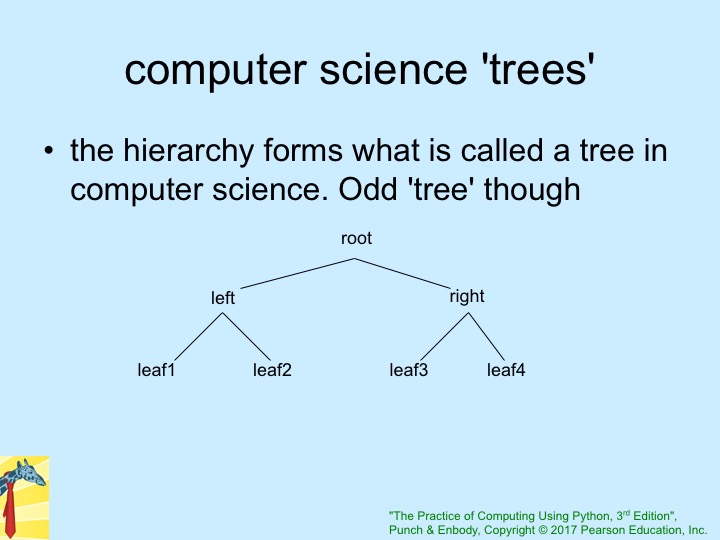 computer science 'trees'
• the hierarchy forms what is called a tree in
computer science. Odd 'tree' though
root
left
right
leaf1
leaf2
leaf3
leaf4
"The Practice of Computing Using Python, 3rd Edition",
Punch & Enbody, Copyright © 2017 Pearson Education, Inc.